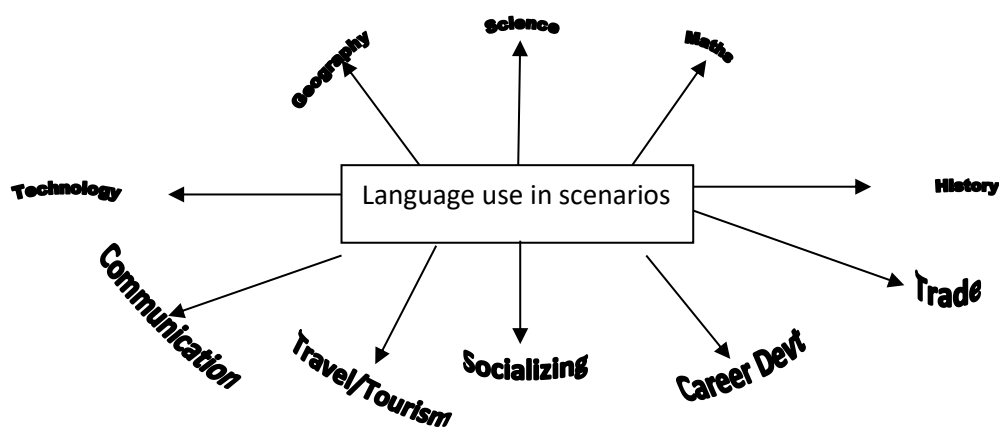 Science
Geography
Maths
Technology
Language use in scenarios
History
Communication
Trade
Travel/Tourism
Socializing
Career Devt